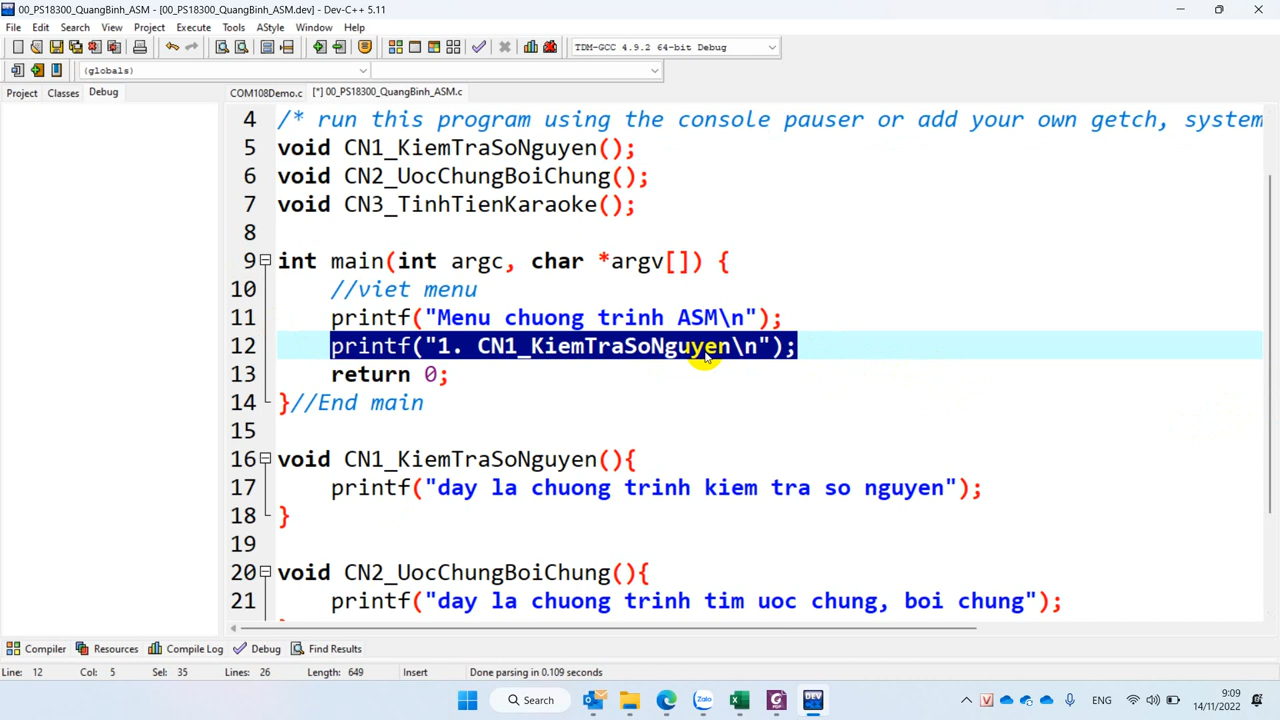 00_PS18300_QuangBinh_ASM - [00_PS18300_QuangBinh_ASM.dev] - Dev-C++ 5.11
File Edit Search View Project Execute Tools AStyle Window Help
TDM-GCC 4.9.2 64-bit Debug
(globals)
Project Classes Debug COM108Demo.c [*] 00_PS18300_QuangBinh_ASM.c
4 /* run this program using the console pauser or add your own getch, system
5 void CN1_KiemTraSoNguyen();
6 void CN2_UocChungBoiChung();
7 void CN3_TinhTienKaraoke();
8
9 int main(int argc, char *argv[]) {
10 //viet menu
11 printf("Menu chuong trinh ASM\n");
12 printf("1. CN1_KiemTraSoNguyen\n");
13 return 0;
14 }//End main
15
16 void CN1_KiemTraSoNguyen(){
17 printf("day la chuong trinh kiem tra so nguyen");
18 }
19
20 void CN2_UocChungBoiChung(){
21 printf("day la chuong trinh tim uoc chung, boi chung");
Compiler Resources Compile Log Debug Find Results
Line: 12 Col: 5 Sel: 35 Lines: 26 Length: 649 Insert Done parsing in 0.109 seconds
Search Zalo DEV ENG 9:09
14/11/2022